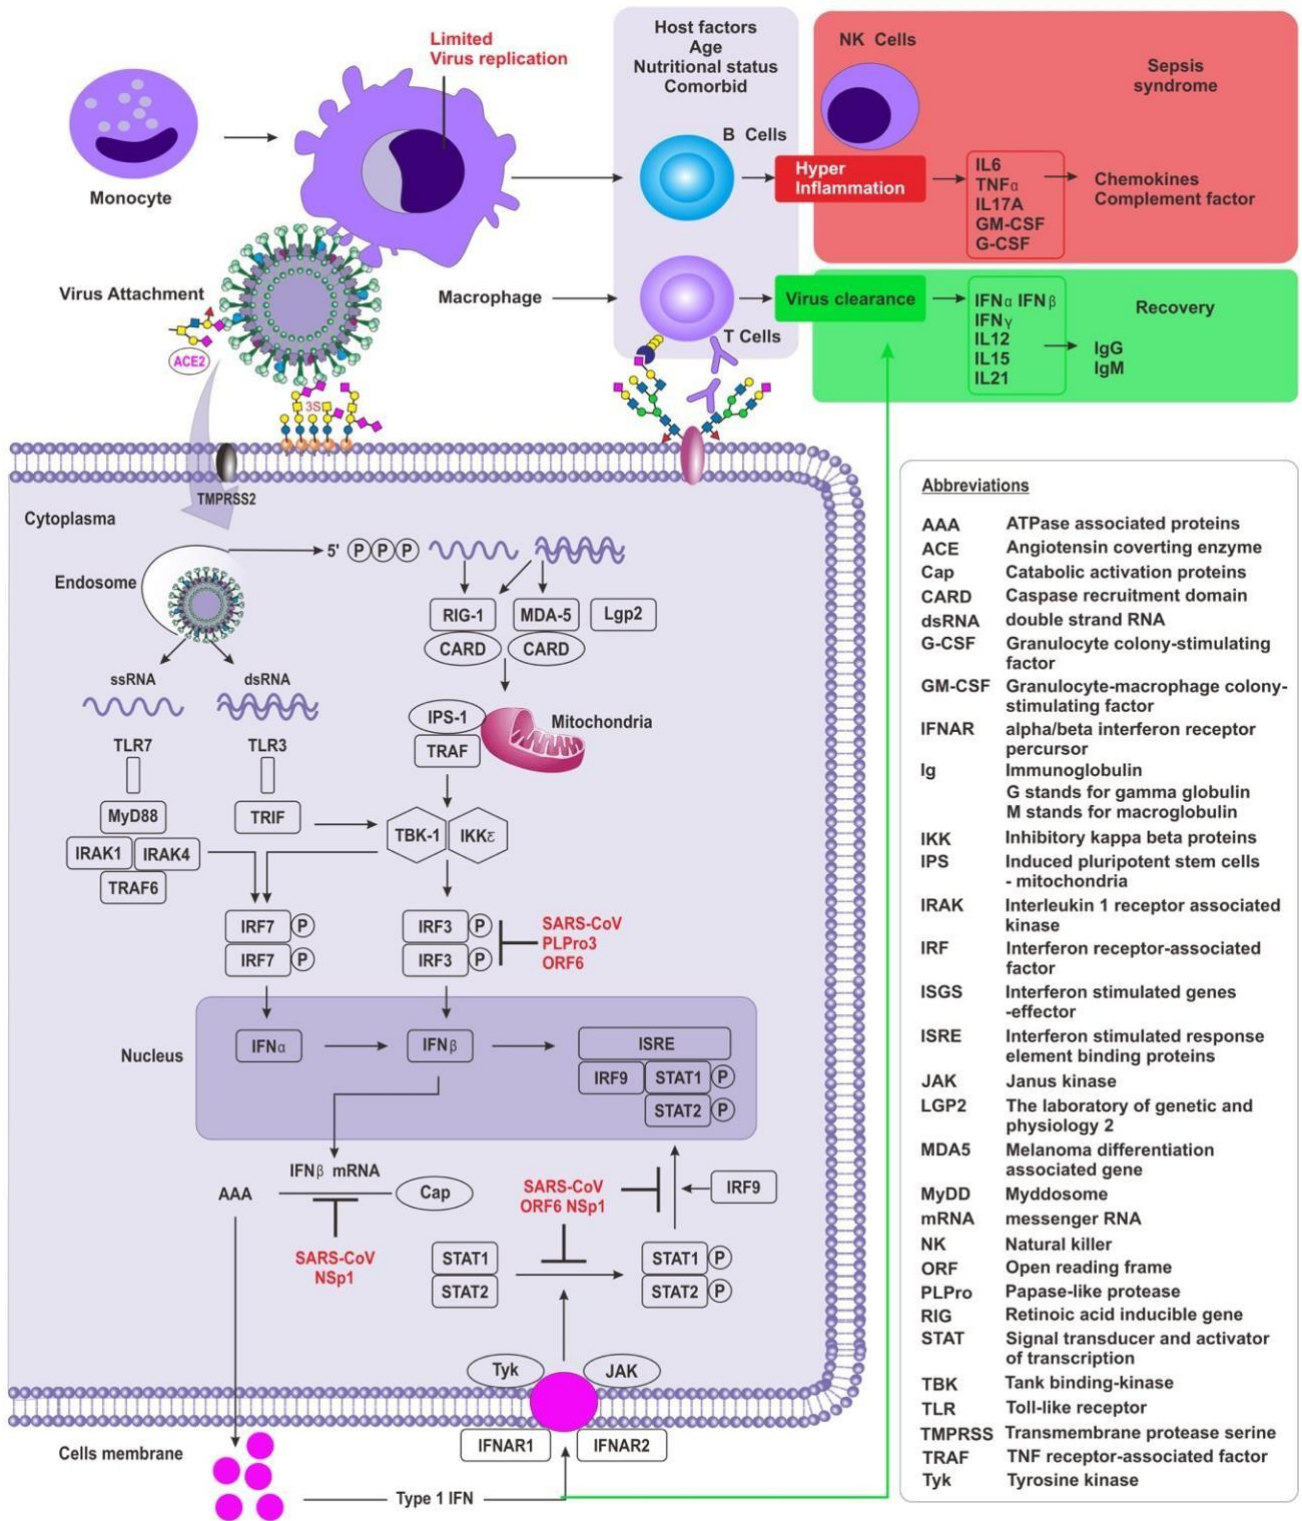 Limited
Virus replication
Monocyte
Host factors
Age
Nutritional status
Comorbid
B Cells
NK Cells
Sepsis
syndrome
Hyper
Inflammation
IL6
TNFα
IL17A
GM-CSF
G-CSF
Chemokines
Complement factor
Virus Attachment
ACE2
Macrophage
T Cells
Virus clearance
IFNα IFNβ
IFNγ
IL12
IL15
IL21
Recovery
IgG
IgM
3S
TMPRSS2
Cytoplasma
Endosome
5' P P P
RIG-1
MDA-5
Lgp2
CARD
CARD
ssRNA
dsRNA
IPS-1
TRAF
Mitochondria
TLR7
TLR3
MyD88
TRIF
IRAK1
IRAK4
TRAF6
TBK-1
IKKε
IRF7 P
IRF7 P
IRF3 P
IRF3 P
SARS-CoV
PLPro3
ORF6
Nucleus
IFNα
IFNβ
ISRE
IRF9
STAT1 P
STAT2 P
IFNβ mRNA
AAA
Cap
SARS-CoV
NSp1
SARS-CoV
ORF6 NSp1
IRF9
STAT1
STAT2
STAT1 P
STAT2 P
Tyk
JAK
IFNAR1
IFNAR2
Cells membrane
Type 1 IFN
Abbreviations
AAA ATPase associated proteins
ACE Angiotensin coverting enzyme
Cap Catabolic activation proteins
CARD Caspase recruitment domain
dsRNA double strand RNA
G-CSF Granulocyte colony-stimulating
factor
GM-CSF Granulocyte-macrophage colony-
stimulating factor
IFNAR alpha/beta interferon receptor
percursor
Ig Immunoglobulin
G stands for gamma globulin
M stands for macroglobulin
IKK Inhibitory kappa beta proteins
IPS Induced pluripotent stem cells
- mitochondria
IRAK Interleukin 1 receptor associated
kinase
IRF Interferon receptor-associated
factor
ISGS Interferon stimulated genes
-effector
ISRE Interferon stimulated response
element binding proteins
JAK Janus kinase
LGP2 The laboratory of genetic and
physiology 2
MDA5 Melanoma differentiation
associated gene
MyDD Myddosome
mRNA messenger RNA
NK Natural killer
ORF Open reading frame
PLPro Papase-like protease
RIG Retinoic acid inducible gene
STAT Signal transducer and activator
of transcription
TBK Tank binding-kinase
TLR Toll-like receptor
TMPRSS Transmembrane protease serine
TRAF TNF receptor-associated factor
Tyk Tyrosine kinase